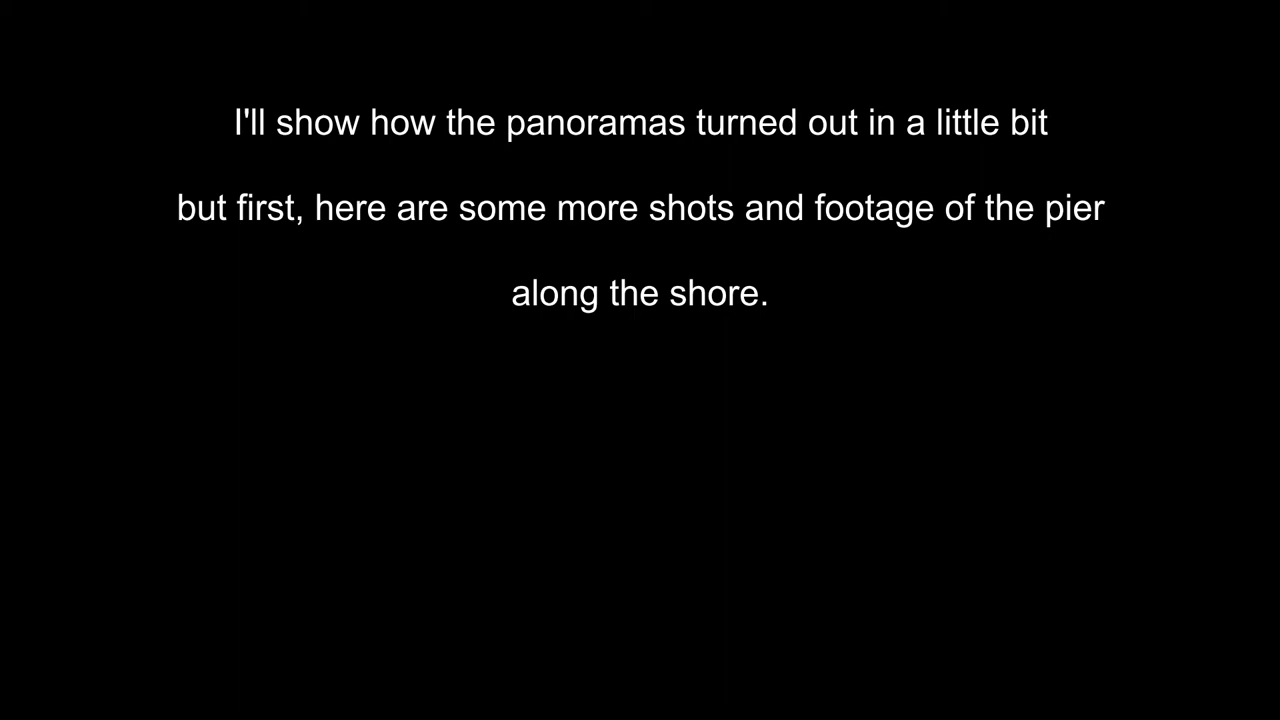 I'll show how the panoramas turned out in a little bit
but first, here are some more shots and footage of the pier
along the shore.